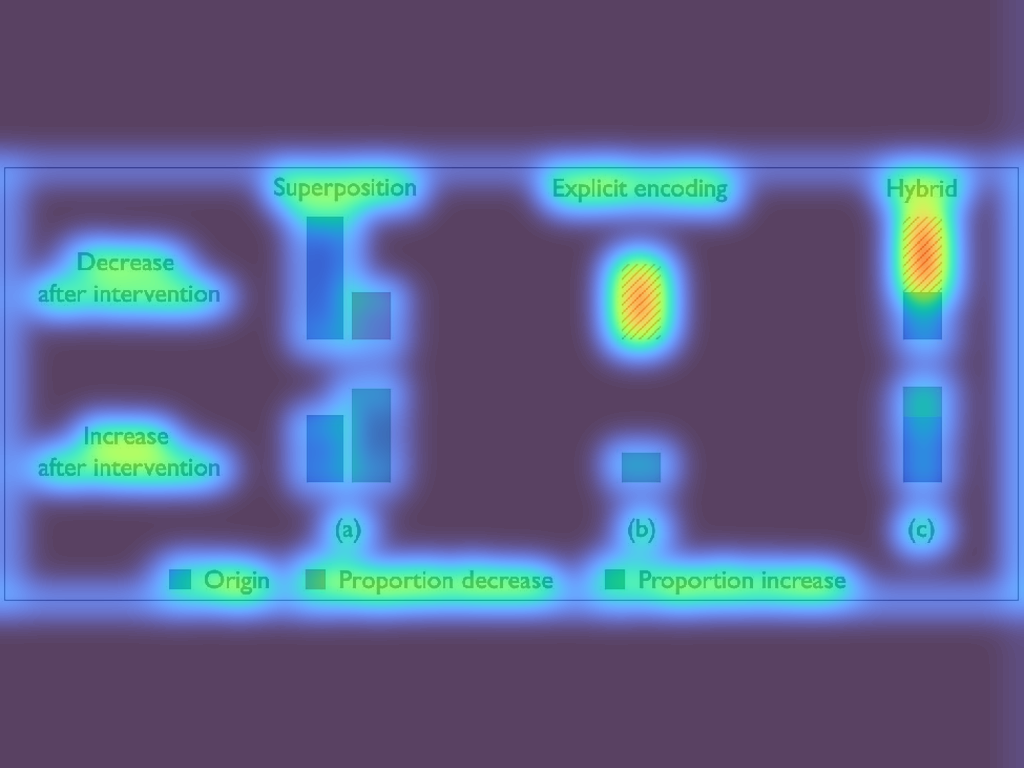 Superposition Explicit encoding Hybrid
Decrease
after intervention
Increase
after intervention
(a) (b) (c)
Origin Proportion decrease Proportion increase